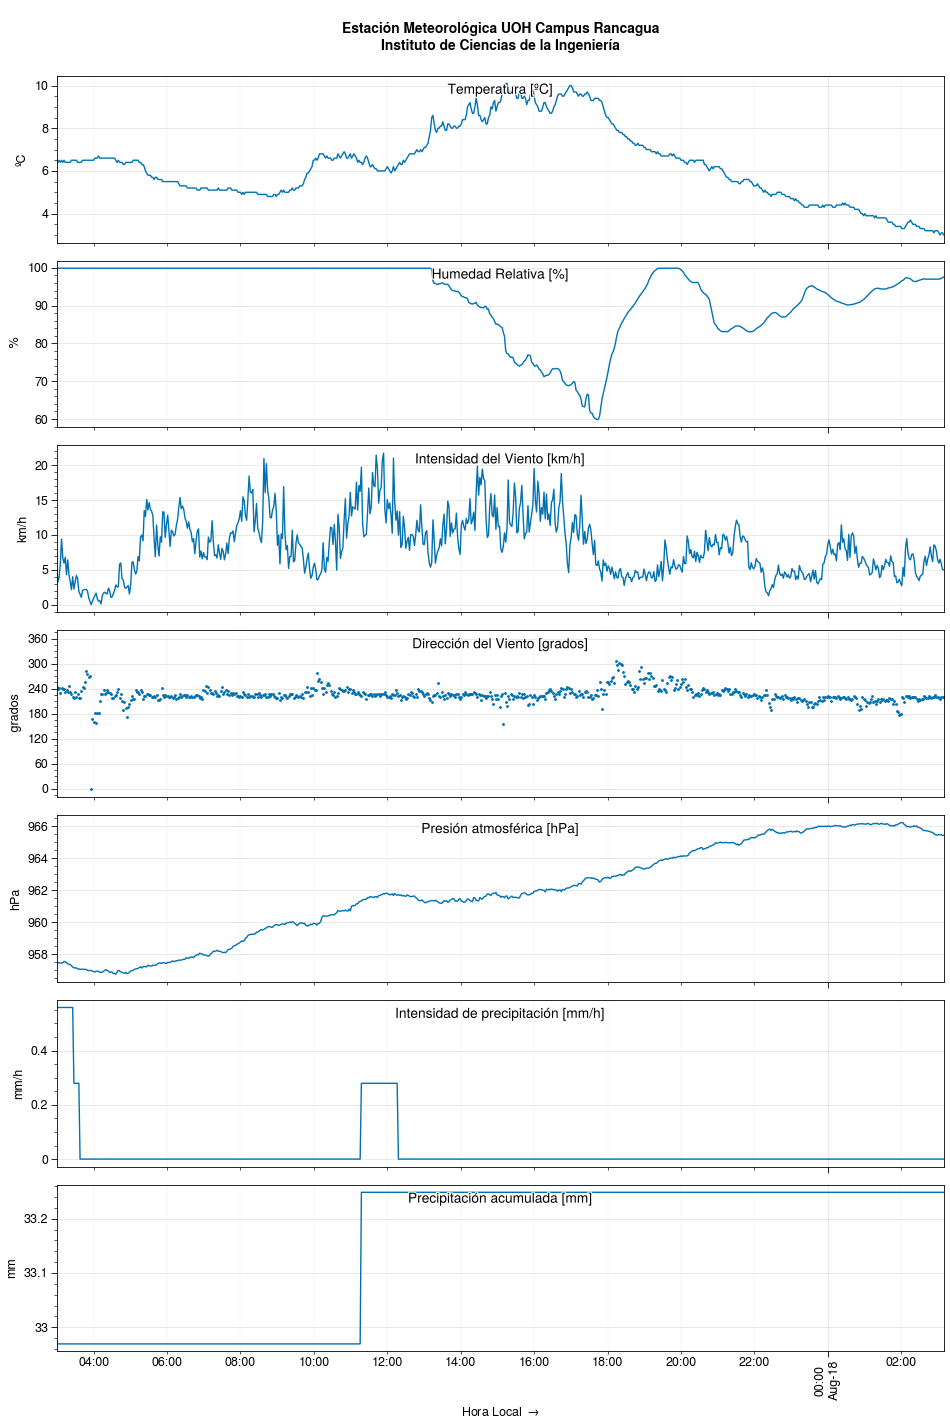 Estación Meteorológica UOH Campus Rancagua
Instituto de Ciencias de la Ingeniería
Temperatura [ºC]
10
8
6
4
ºC
Humedad Relativa [%]
100
90
80
70
60
%
Intensidad del Viento [km/h]
20
15
10
5
0
km/h
Dirección del Viento [grados]
360
300
240
180
120
60
0
grados
Presión atmosférica [hPa]
966
964
962
960
958
hPa
Intensidad de precipitación [mm/h]
0.4
0.2
0
mm/h
Precipitación acumulada [mm]
33.2
33.1
33
mm
04:00 06:00 08:00 10:00 12:00 14:00 16:00 18:00 20:00 22:00 00:00 02:00
Aug-18
Hora Local →